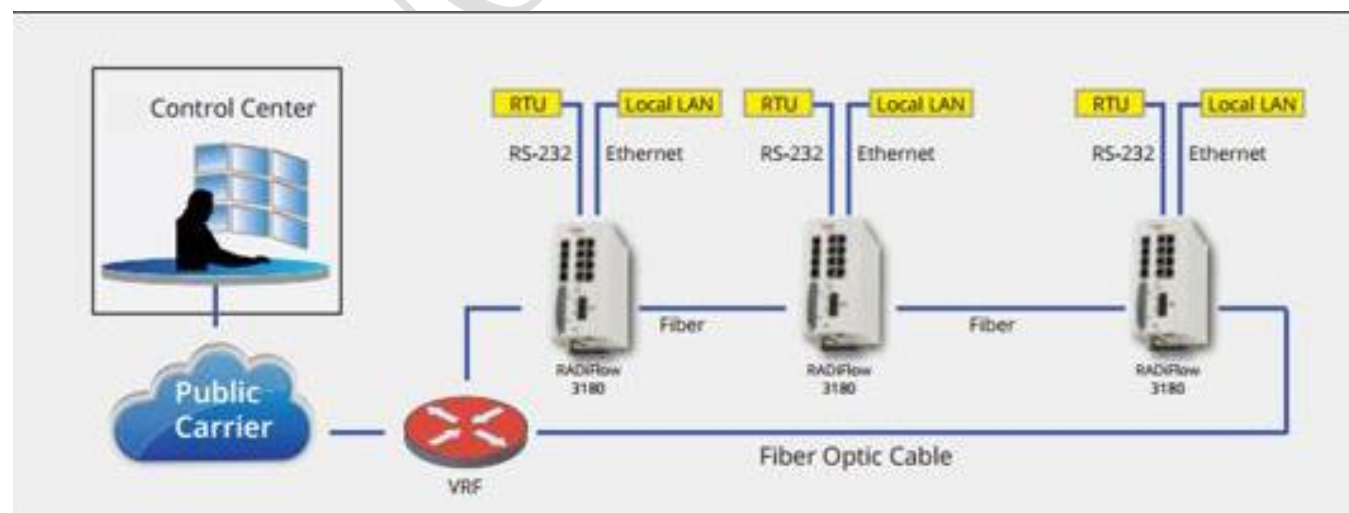 Control Center
RTU
Local LAN
RS-232
Ethernet
RTU
Local LAN
RS-232
Ethernet
RTU
Local LAN
RS-232
Ethernet
Fiber
Fiber
RADiFlow
3180
RADiFlow
3180
RADiFlow
3180
Public
Carrier
VRF
Fiber Optic Cable